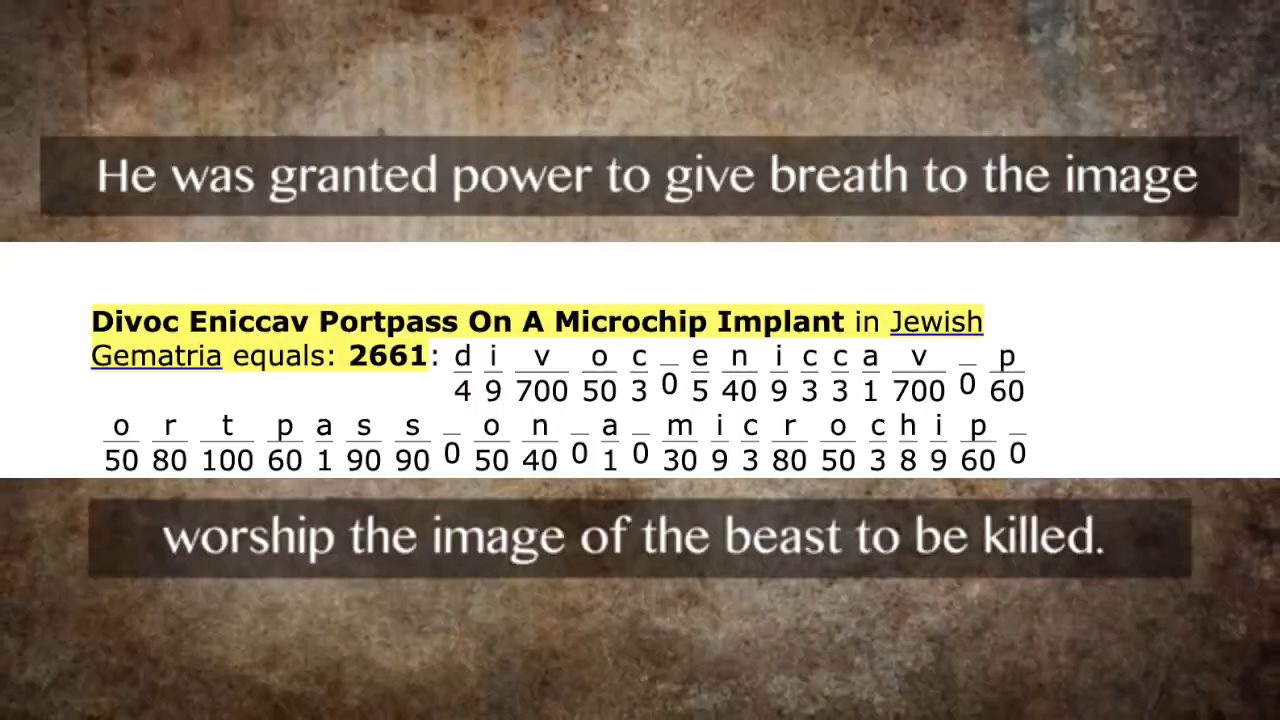 He was granted power to give breath to the image
Divoc Eniccav Portpass On A Microchip Implant in Jewish
Gematria equals: 2661: d i v o c _ e n i c c a v _ p
4 9 700 50 3 0 5 40 9 3 3 1 700 0 60
o r t p a s s _ o n _ a _ m i c r o c h i p _
50 80 100 60 1 90 90 0 50 40 0 1 0 30 9 3 80 50 3 8 9 60 0
worship the image of the beast to be killed.